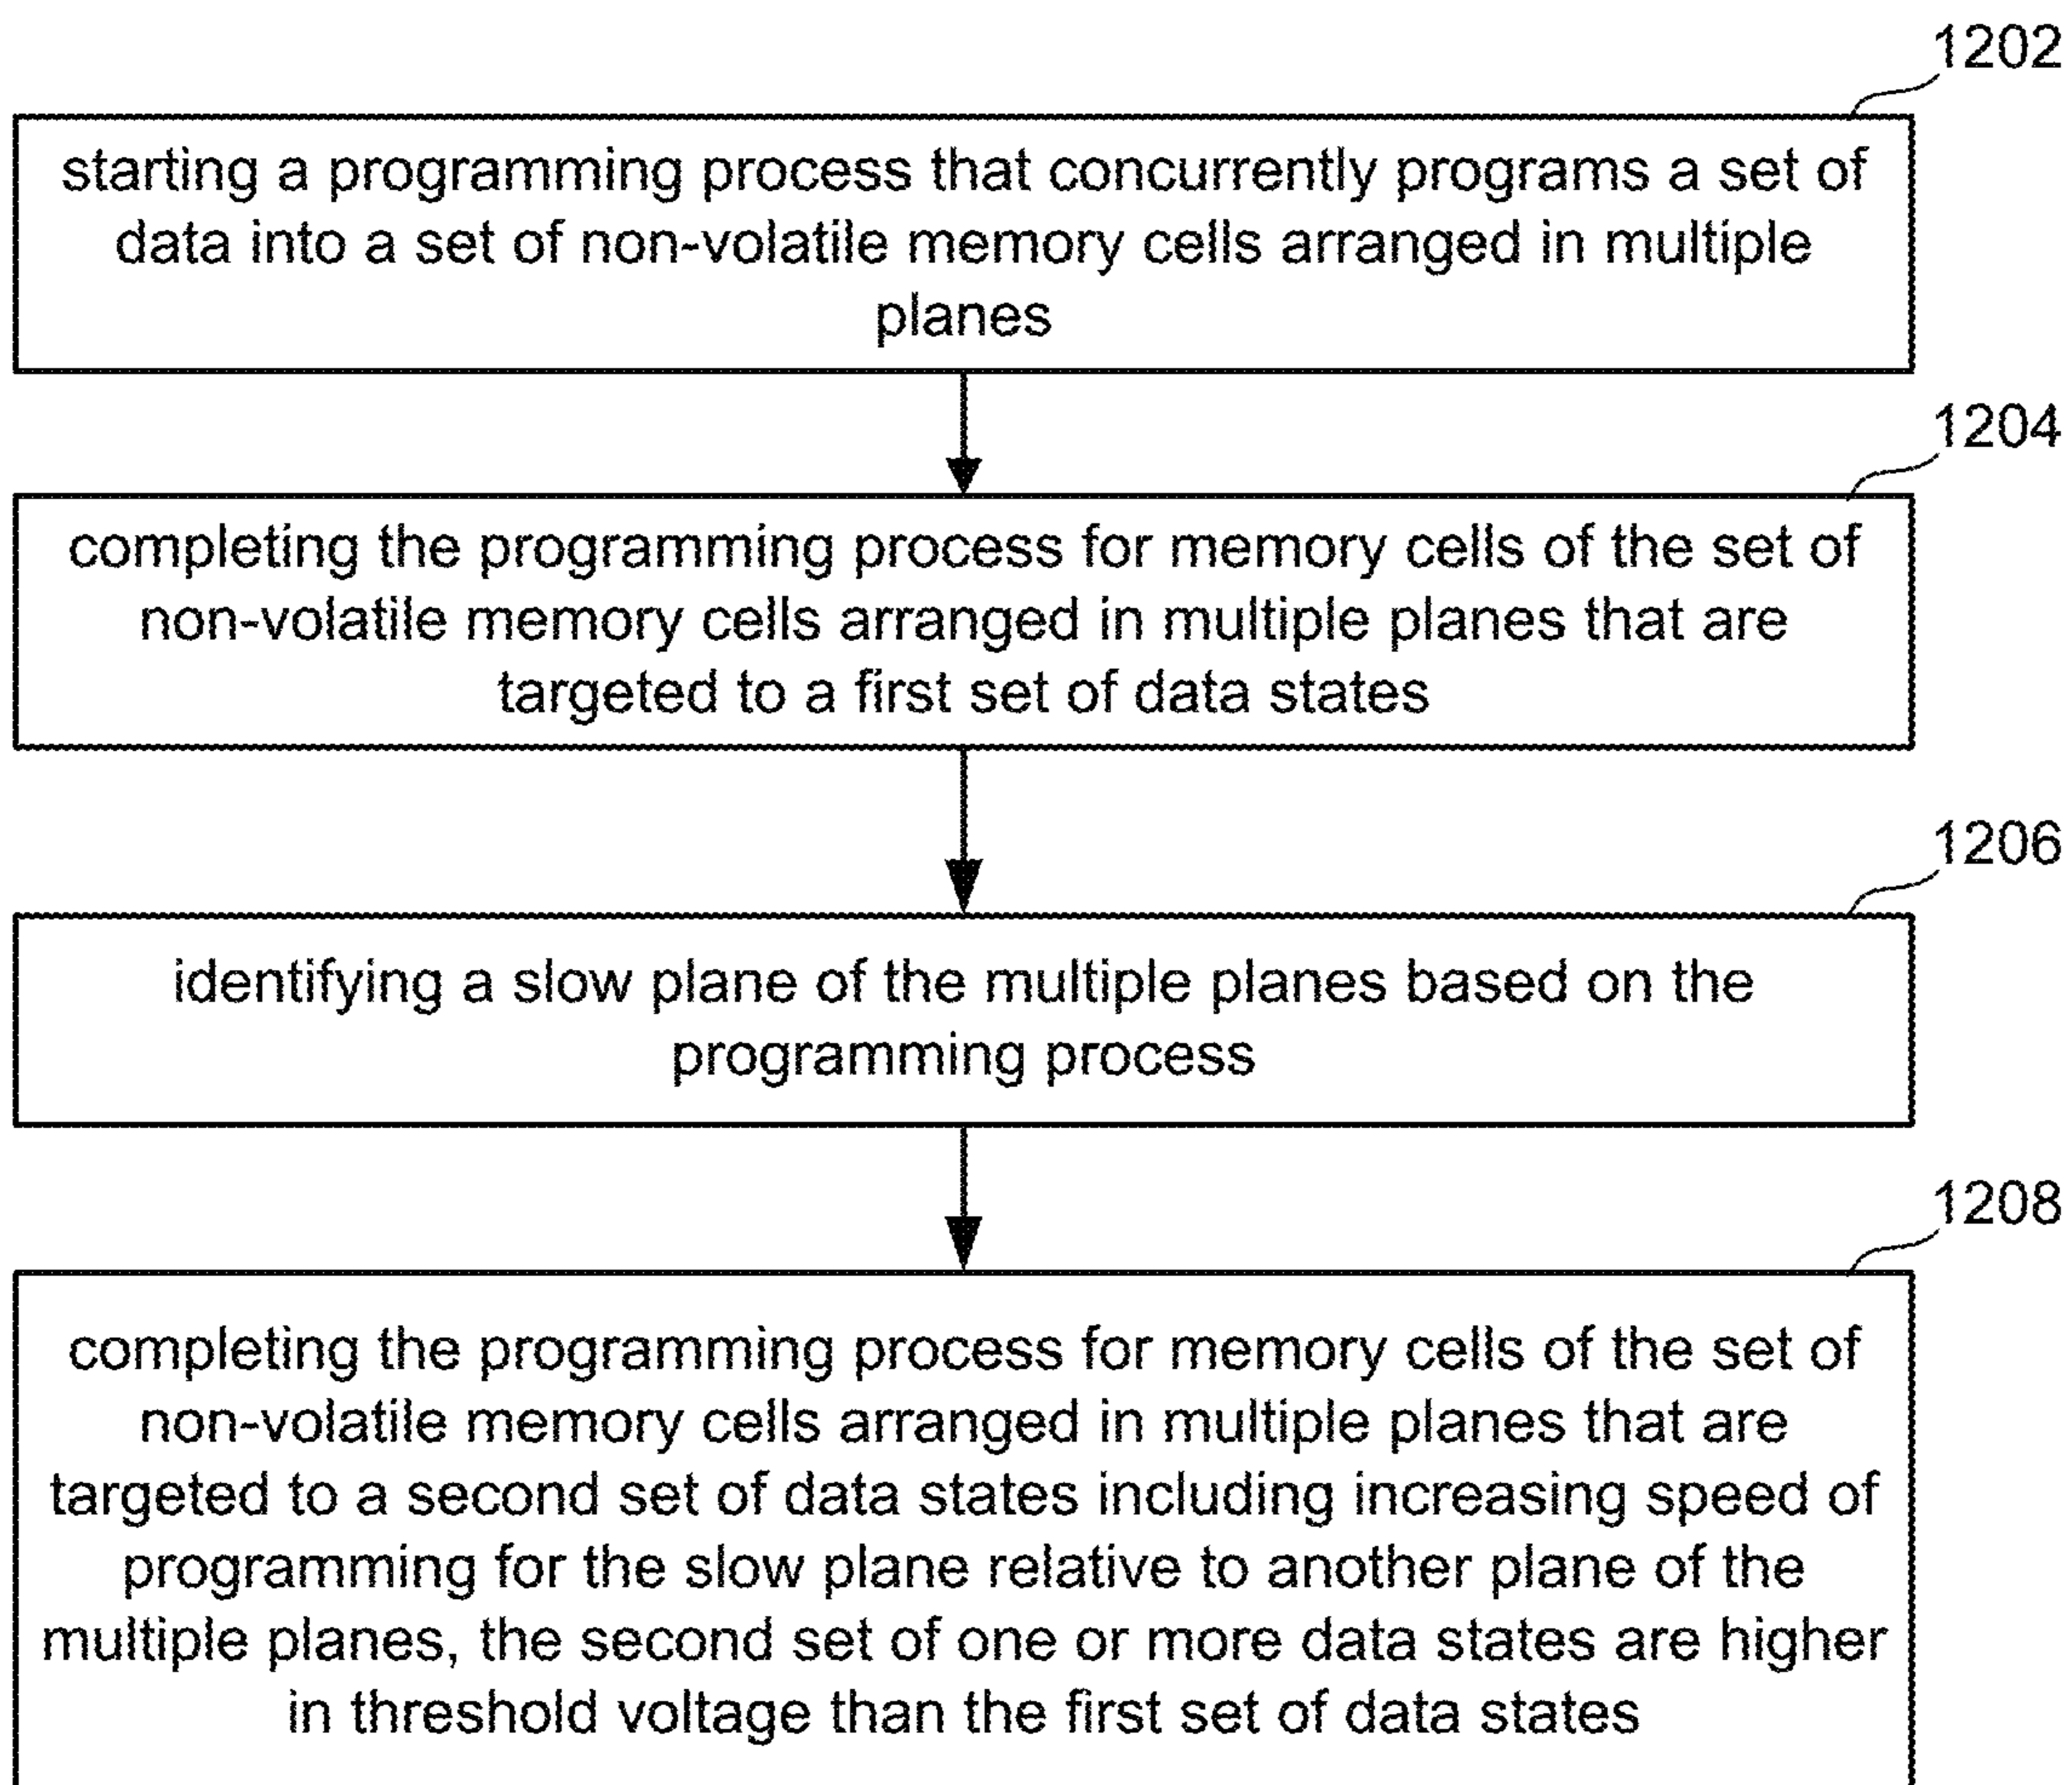 1202
starting a programming process that concurrently programs a set of
data into a set of non-volatile memory cells arranged in multiple
planes
1204
completing the programming process for memory cells of the set of
non-volatile memory cells arranged in multiple planes that are
targeted to a first set of data states
1206
identifying a slow plane of the multiple planes based on the
programming process
1208
completing the programming process for memory cells of the set of
non-volatile memory cells arranged in multiple planes that are
targeted to a second set of data states including increasing speed of
programming for the slow plane relative to another plane of the
multiple planes, the second set of one or more data states are higher
in threshold voltage than the first set of data states